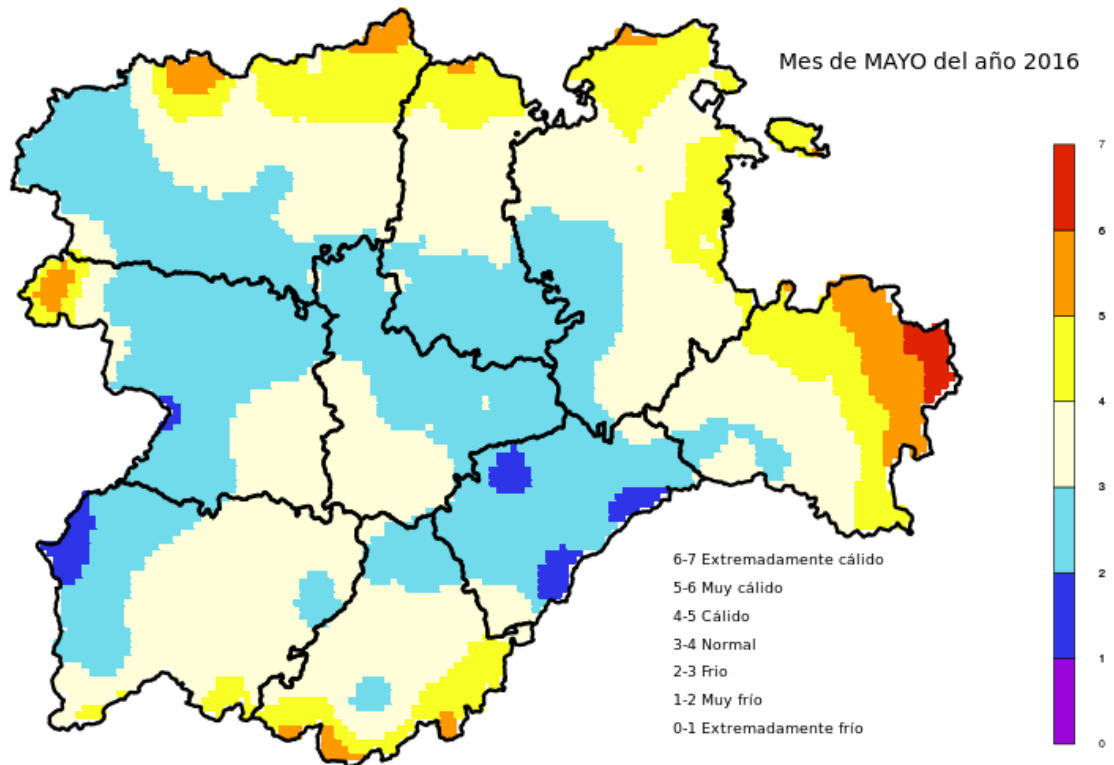 Mes de MAYO del año 2016
7
6
5
4
3
2
1
0
6-7 Extremadamente cálido
5-6 Muy cálido
4-5 Cálido
3-4 Normal
2-3 Frio
1-2 Muy frío
0-1 Extremadamente frío